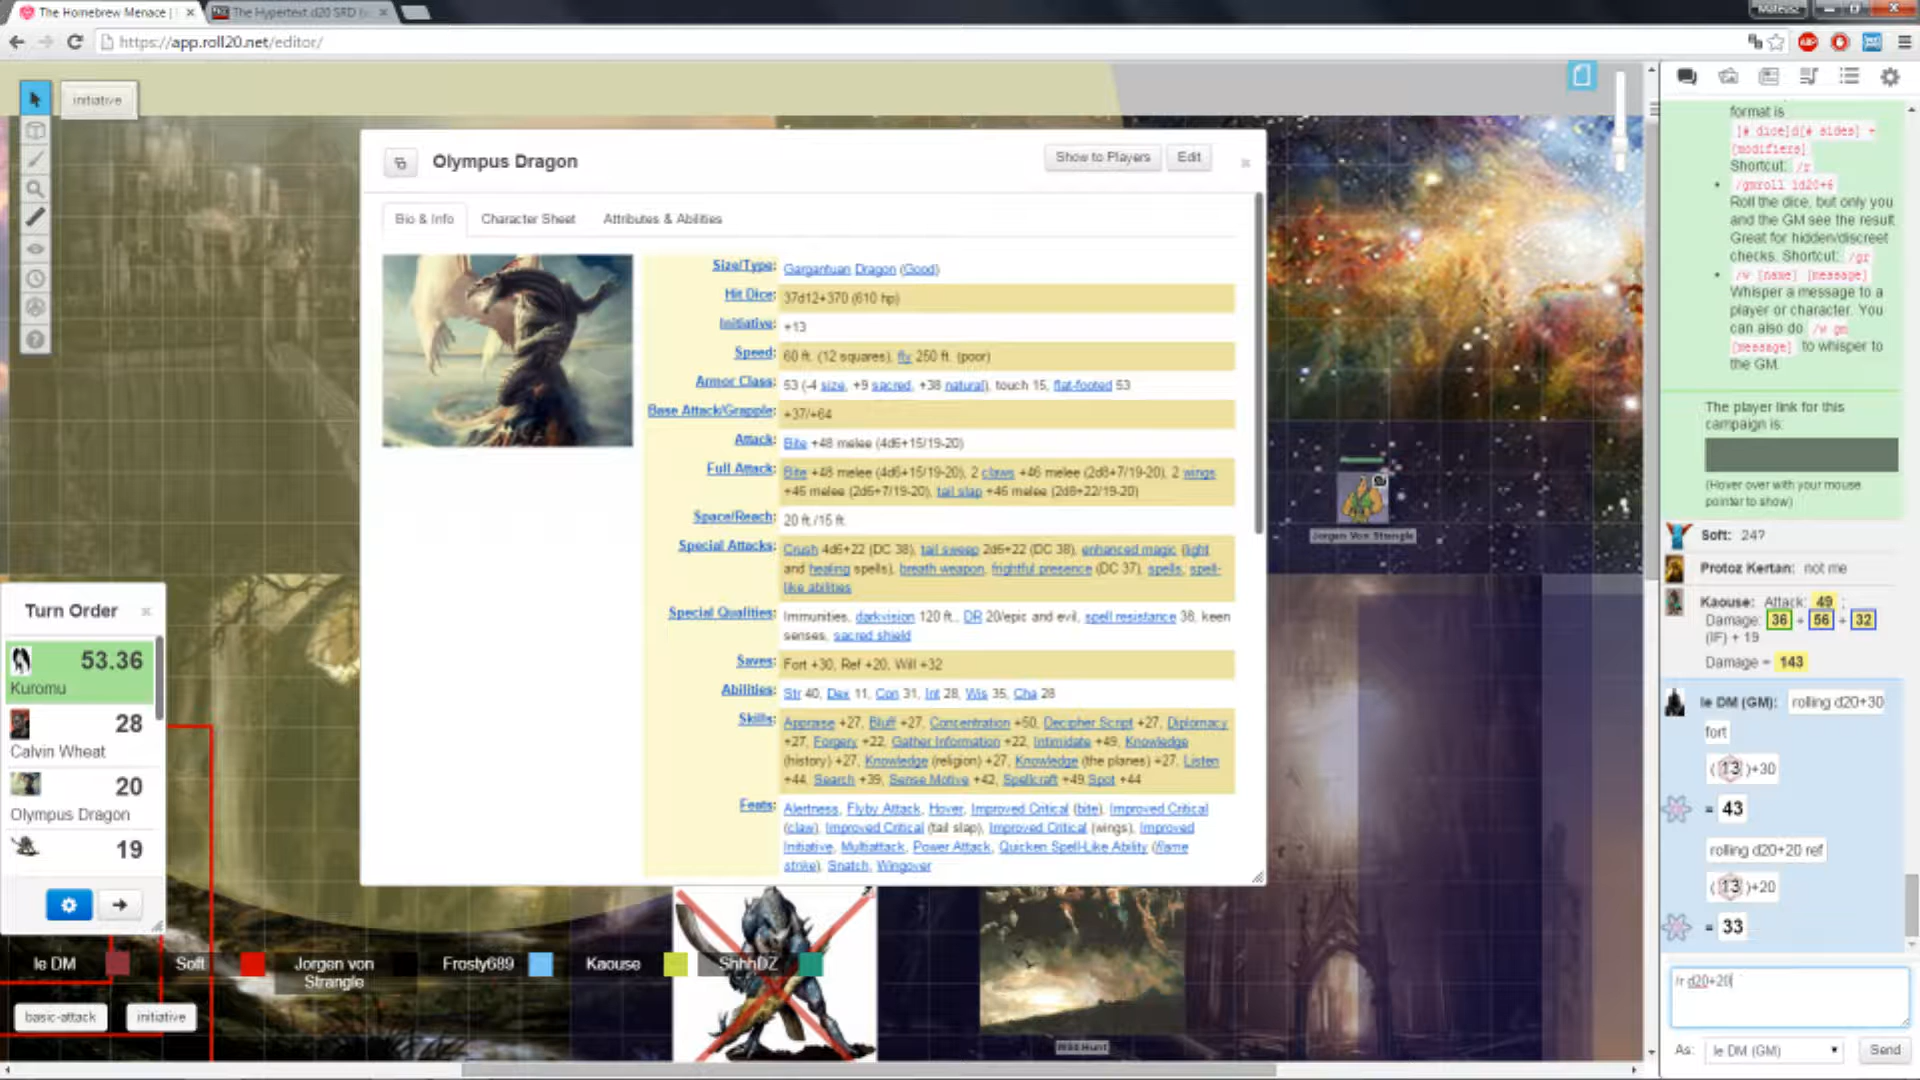 The Homebrew Menace |
The Hypertext d20 SRD
Mateusz
https://app.roll20.net/editor/
initiative
Olympus Dragon
Show to Players
Edit
Bio & Info
Character Sheet
Attributes & Abilities
Size/Type: Gargantuan Dragon (Good)
Hit Dice: 37d12+370 (610 hp)
Initiative: +13
Speed: 60 ft. (12 squares), fly 250 ft. (poor)
Armor Class: 53 (-4 size, +9 sacred, +38 natural), touch 15, flat-footed 53
Base Attack/Grapple: +37/+64
Attack: Bite +48 melee (4d6+15/19-20)
Full Attack: Bite +48 melee (4d6+15/19-20), 2 claws +46 melee (2d8+7/19-20), 2 wings
+46 melee (2d6+7/19-20), tail slap +46 melee (2d8+22/19-20)
Space/Reach: 20 ft./15 ft.
Special Attacks: Crush 4d6+22 (DC 38), tail sweep 2d6+22 (DC 38), enhanced magic (light
and healing spells), breath weapon, frightful presence (DC 37), spells, spell-
like abilities
Special Qualities: Immunities, darkvision 120 ft., DR 20/epic and evil, spell resistance 38, keen
senses, sacred shield
Saves: Fort +30, Ref +20, Will +32
Abilities: Str 40, Dex 11, Con 31, Int 28, Wis 35, Cha 28
Skills: Appraise +27, Bluff +27, Concentration +50, Decipher Script +27, Diplomacy
+27, Forgery +22, Gather Information +22, Intimidate +49, Knowledge
(history) +27, Knowledge (religion) +27, Knowledge (the planes) +27, Listen
+44, Search +39, Sense Motive +42, Spellcraft +49 Spot +44
Feats: Alertness, Flyby Attack, Hover, Improved Critical (bite), Improved Critical
(claw), Improved Critical (tail slap), Improved Critical (wings), Improved
Initiative, Multiattack, Power Attack, Quicken Spell-Like Ability (flame
strike), Snatch, Wingover
Turn Order
53.36
Kuromu
28
Calvin Wheat
20
Olympus Dragon
19
le DM
Soft
Jorgen von
Strangle
Frosty689
Kaouse
ShhhDZ
basic-attack
initiative
Jorgen Von Strangle
Wild Hunt
format is
[# dice]d[# sides] +
[modifiers]
Shortcut: /r
/gmroll 1d20+6
Roll the dice, but only you
and the GM see the result
Great for hidden/discreet
checks. Shortcut: /gr
/w [name] [message]
Whisper a message to a
player or character. You
can also do /w gm
[message] to whisper to
the GM.
The player link for this
campaign is:
(Hover over with your mouse
pointer to show)
Soft: 24?
Protoz Kertan: not me
Kaouse: Attack: 49 ;
Damage: 36 + 56 + 32
(IF) + 19
Damage = 143
le DM (GM): rolling d20+30
fort
(13)+30
= 43
rolling d20+20 ref
(13)+20
= 33
/r d20+20
As: le DM (GM)
Send